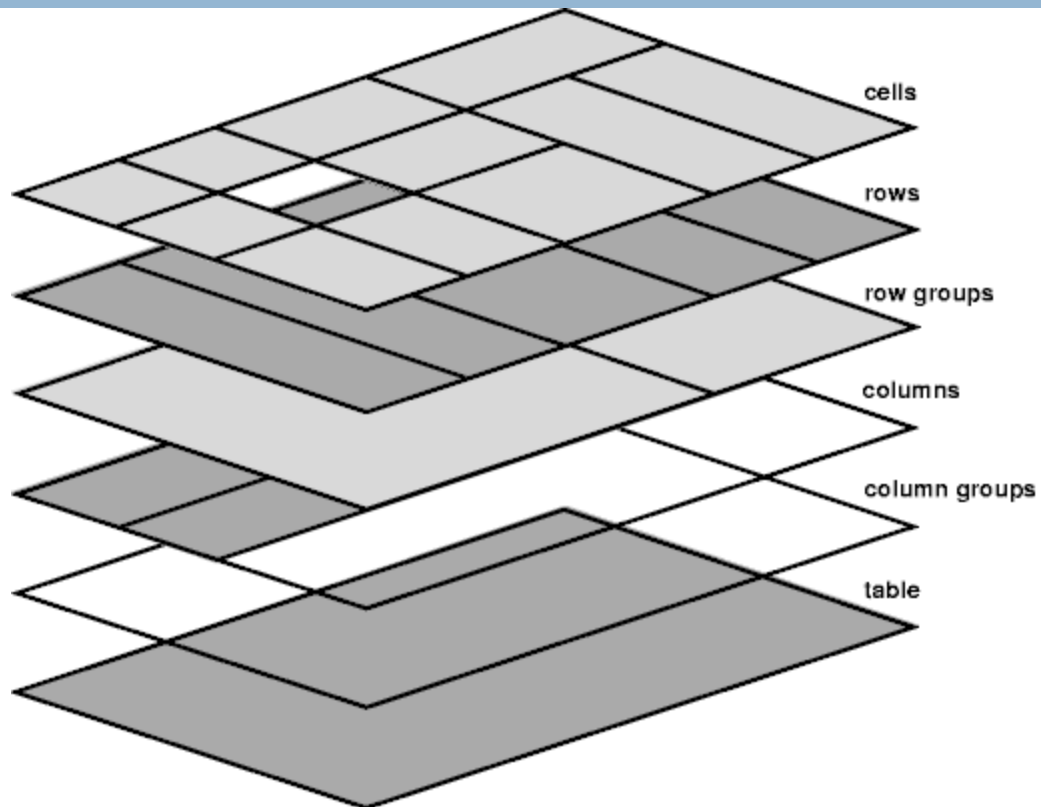 cells
rows
row groups
columns
column groups
table